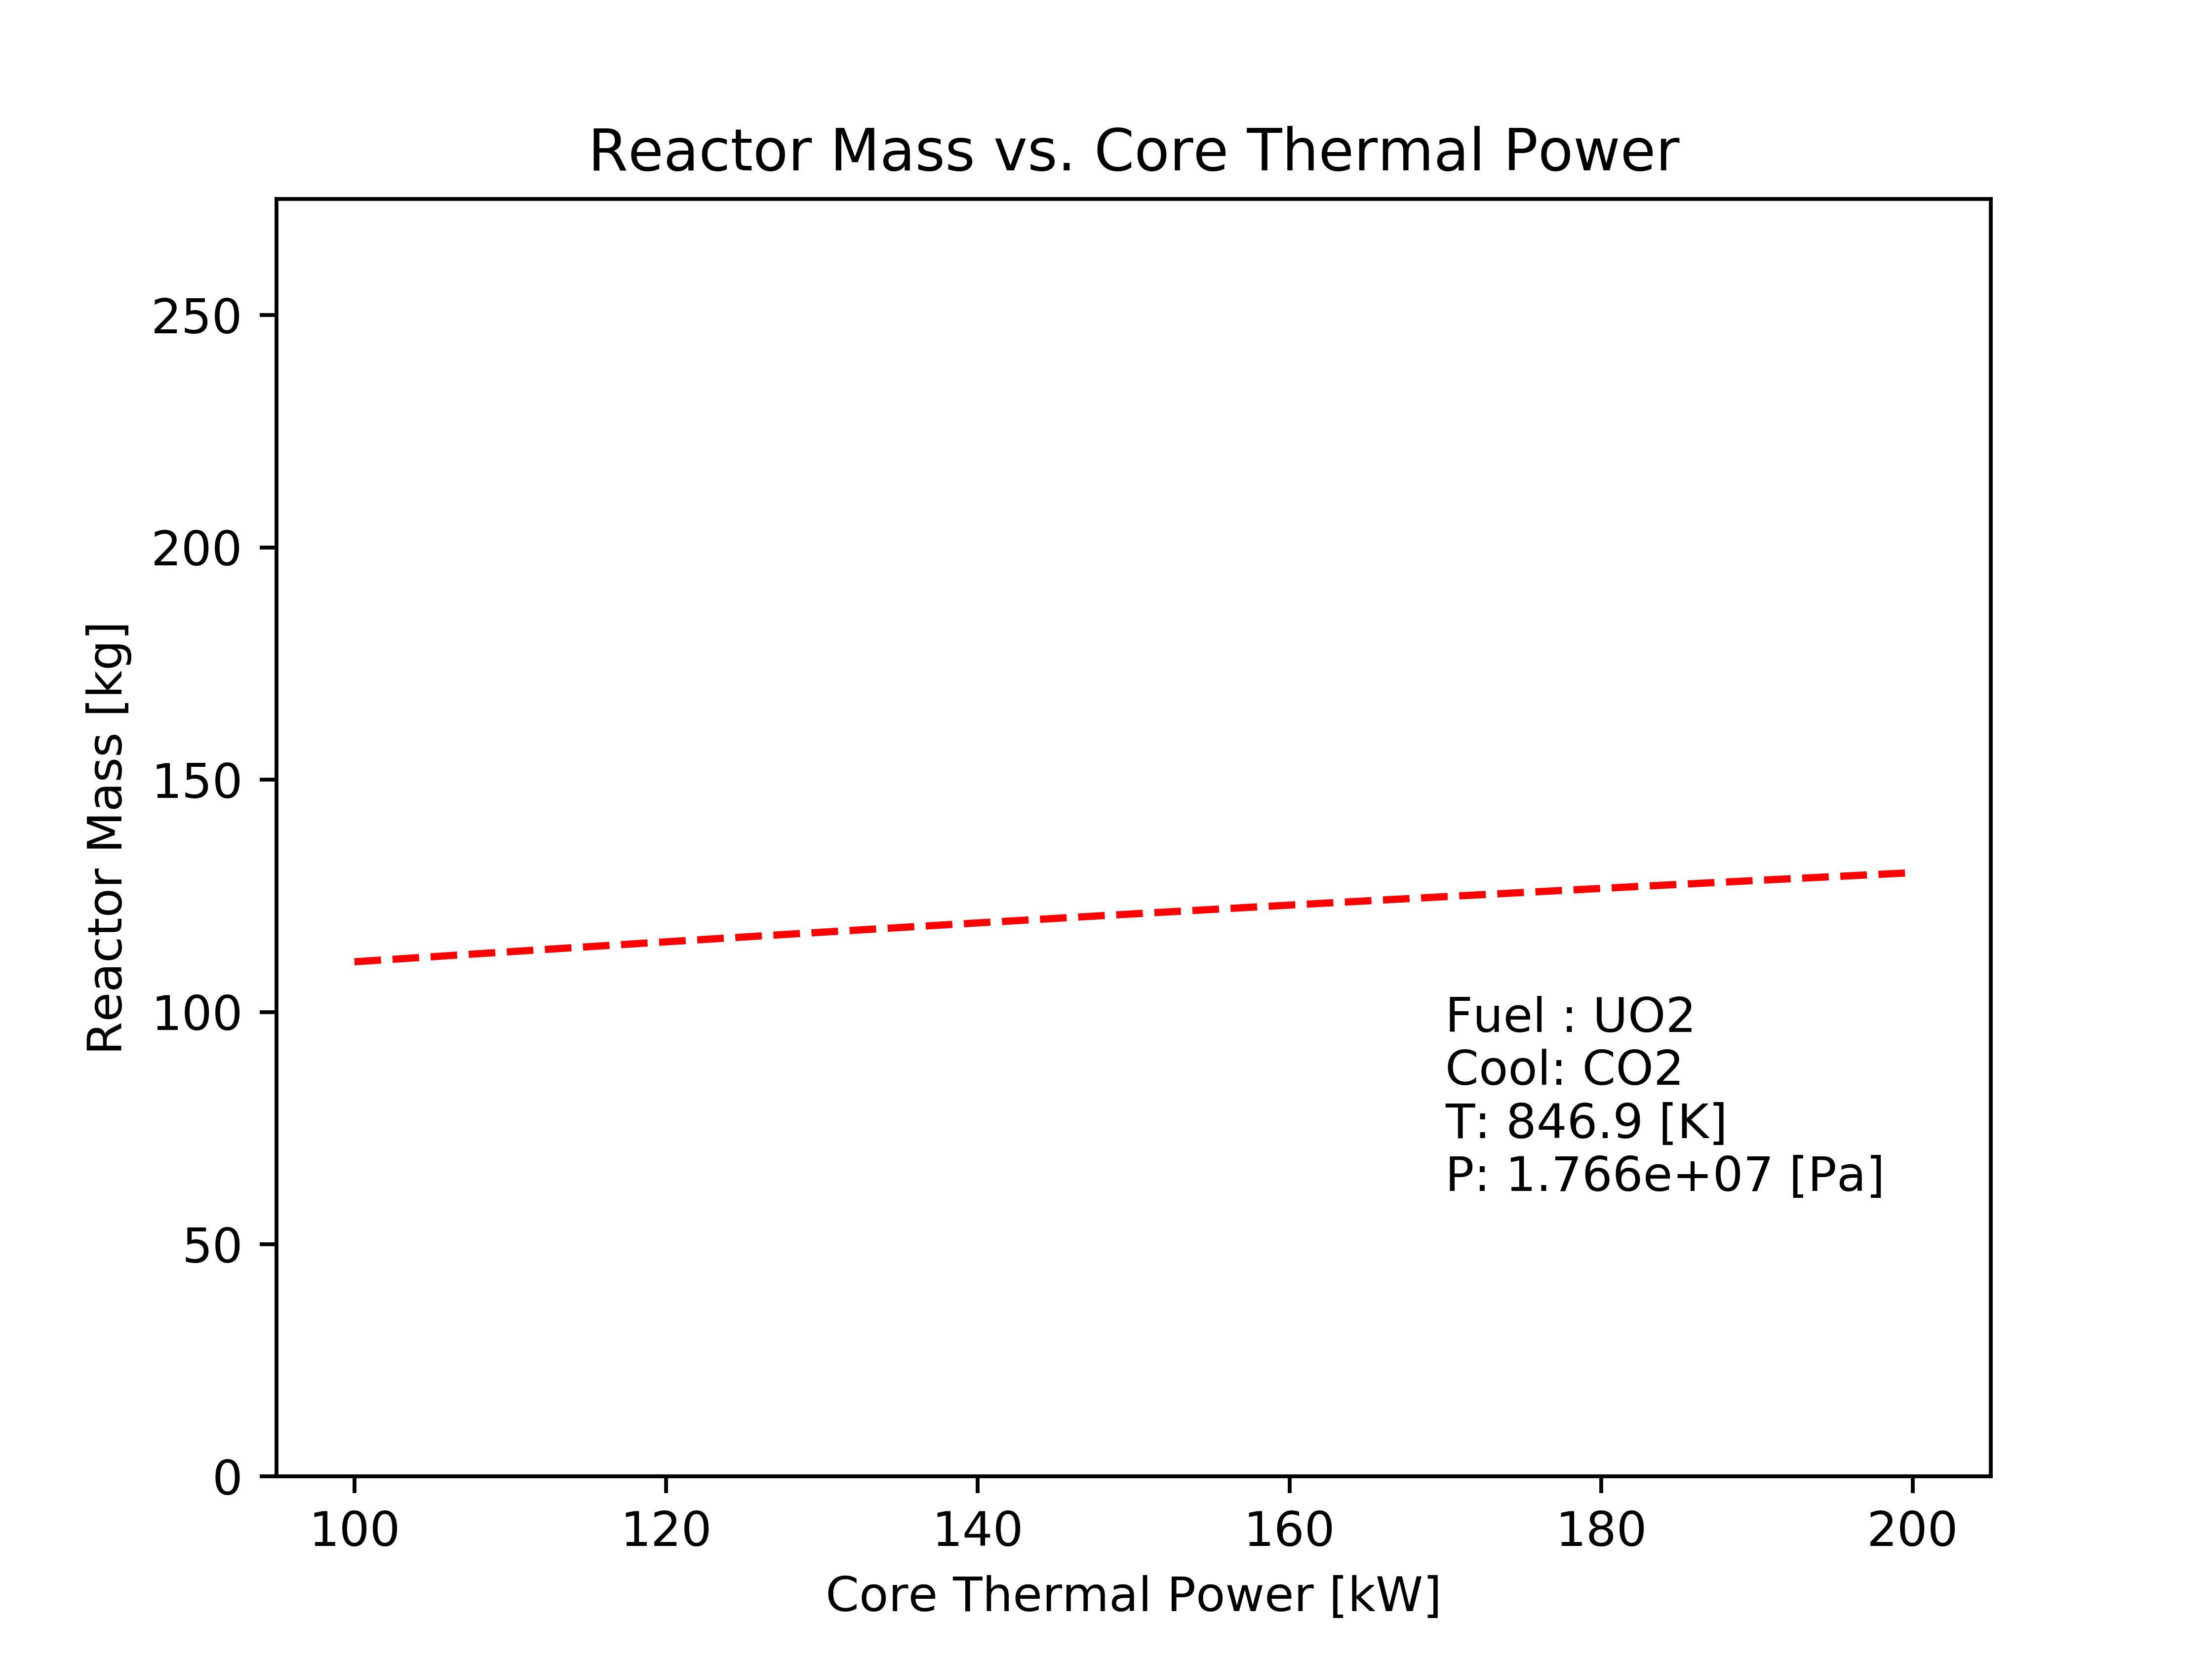 Reactor Mass vs. Core Thermal Power
Reactor Mass [kg]
250
200
150
100
50
0
Fuel : UO2
Cool: CO2
T: 846.9 [K]
P: 1.766e+07 [Pa]
100 120 140 160 180 200
Core Thermal Power [kW]